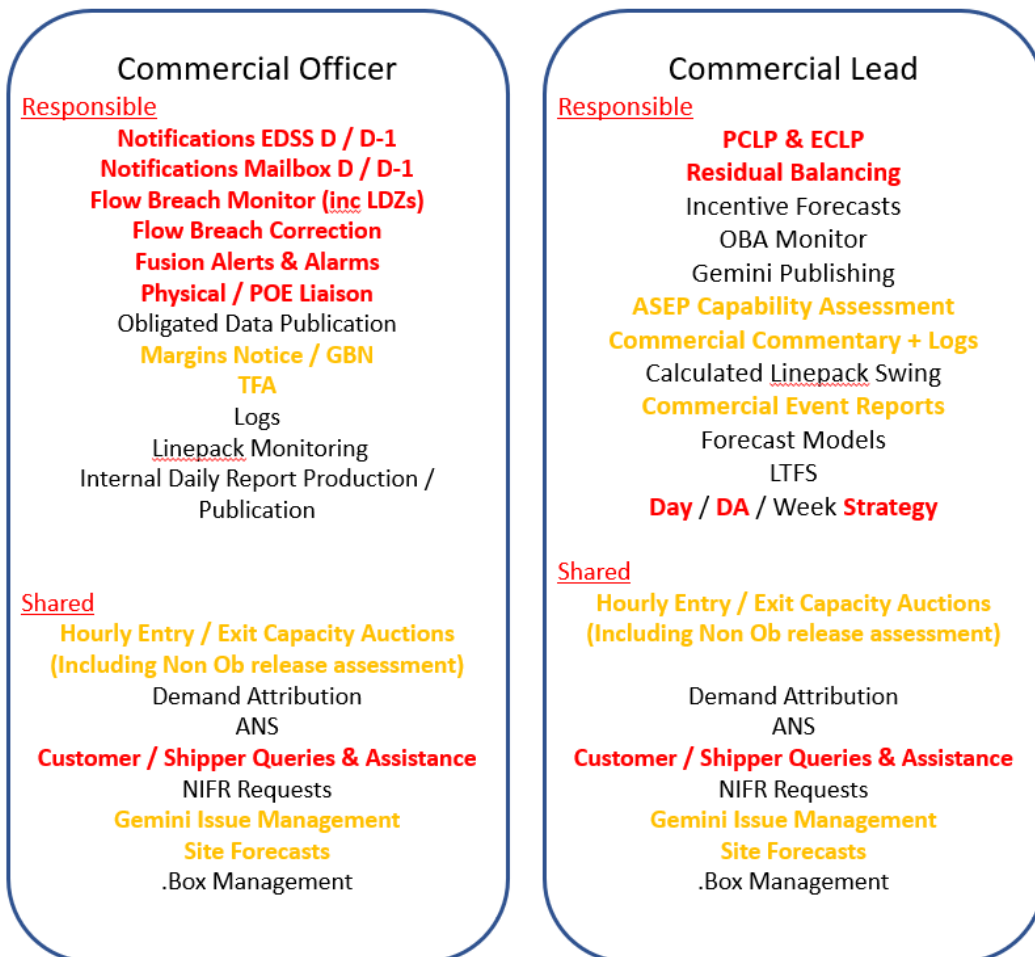 Commercial Officer
Responsible
Notifications EDSS D / D-1
Notifications Mailbox D / D-1
Flow Breach Monitor (inc LDZs)
Flow Breach Correction
Fusion Alerts & Alarms
Physical / POE Liaison
Obligated Data Publication
Margins Notice / GBN
TFA
Logs
Linepack Monitoring
Internal Daily Report Production /
Publication
Shared
Hourly Entry / Exit Capacity Auctions
(Including Non Ob release assessment)
Demand Attribution
ANS
Customer / Shipper Queries & Assistance
NIFR Requests
Gemini Issue Management
Site Forecasts
.Box Management
Commercial Lead
Responsible
PCLP & ECLP
Residual Balancing
Incentive Forecasts
OBA Monitor
Gemini Publishing
ASEP Capability Assessment
Commercial Commentary + Logs
Calculated Linepack Swing
Commercial Event Reports
Forecast Models
LTFS
Day / DA / Week Strategy
Shared
Hourly Entry / Exit Capacity Auctions
(Including Non Ob release assessment)
Demand Attribution
ANS
Customer / Shipper Queries & Assistance
NIFR Requests
Gemini Issue Management
Site Forecasts
.Box Management